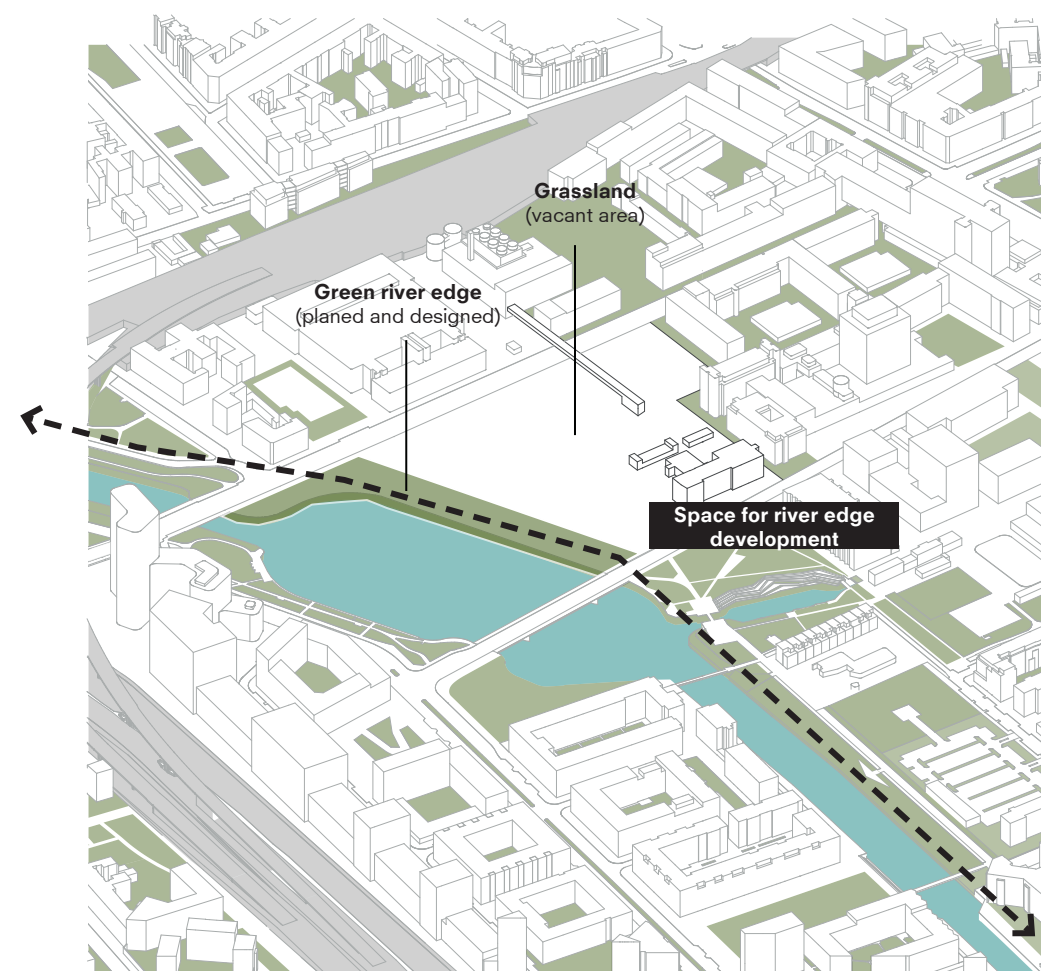 Grassland
(vacant area)
Green river edge
(planed and designed)
Space for river edge
development